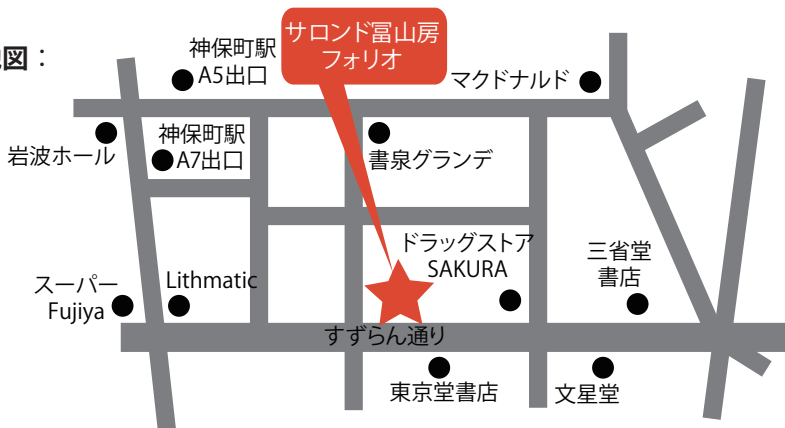 図：
神保町駅
A5出口
サロンド冨山房
フォリオ
マクドナルド
岩波ホール
神保町駅
A7出口
書泉グランデ
ドラッグストア
SAKURA
三省堂
書店
スーパー
Fujiya
Lithmatic
すずらん通り
東京堂書店
文星堂